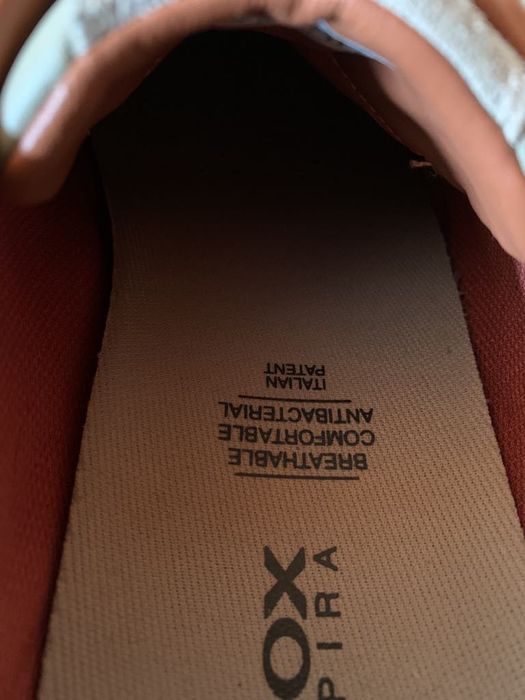 OX
PIRA
BREATHABLE
COMFORTABLE
ANTIBACTERIAL
ITALIAN
PATENT